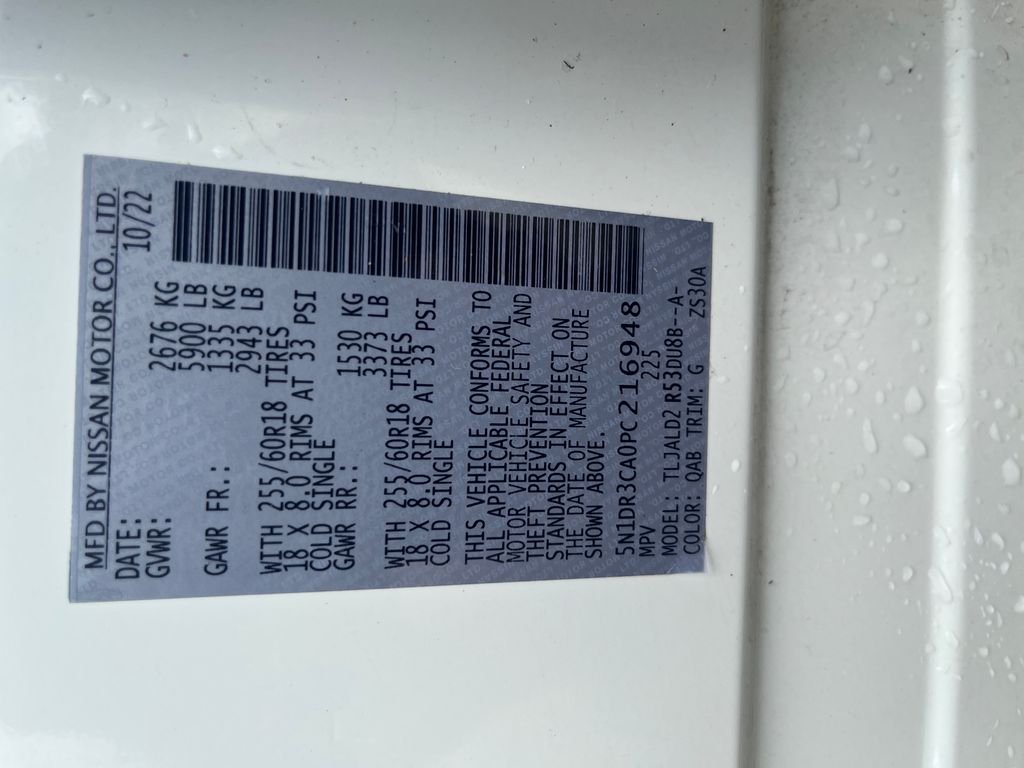 MFD BY NISSAN MOTOR CO., LTD.
DATE: 10/22
GVWR: 2676 KG
5900 LB
GAWR FR.: 1335 KG
2943 LB
WITH 255/60R18 TIRES
18 X 8.0 RIMS AT 33 PSI
COLD SINGLE
GAWR RR.: 1530 KG
3373 LB
WITH 255/60R18 TIRES
18 X 8.0 RIMS AT 33 PSI
COLD SINGLE
THIS VEHICLE CONFORMS TO
ALL APPLICABLE FEDERAL
MOTOR VEHICLE SAFETY AND
THEFT PREVENTION
STANDARDS IN EFFECT ON
THE DATE OF MANUFACTURE
SHOWN ABOVE.
5N1DR3CA0PC216948
MPV 225
MODEL: TLJALD2 R53DU8B--A-
COLOR: QAB TRIM: G ZS30A